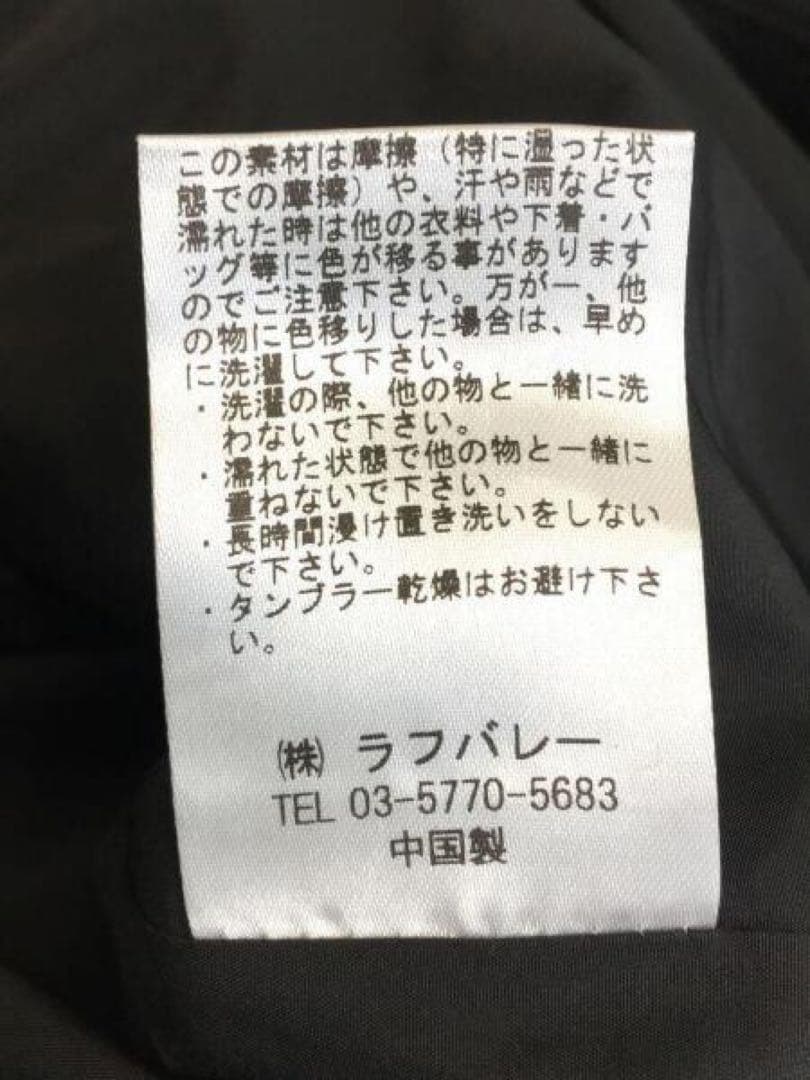 この素材は摩擦（特に湿った状
態での摩擦）や、汗や雨などで
濡れた時は他の衣料や下着・バ
ッグ等に色が移る事があります
のでご注意下さい。万が一、他
の物に色移りした場合は、早め
に洗濯して下さい。
・洗濯の際、他の物と一緒に洗
わないで下さい。
・濡れた状態で他の物と一緒に
重ねないで下さい。
・長時間浸け置き洗いをしない
で下さい。
・タンブラー乾燥はお避け下さ
い。
㈱ ラフバレー
TEL 03-5770-5683
中国製